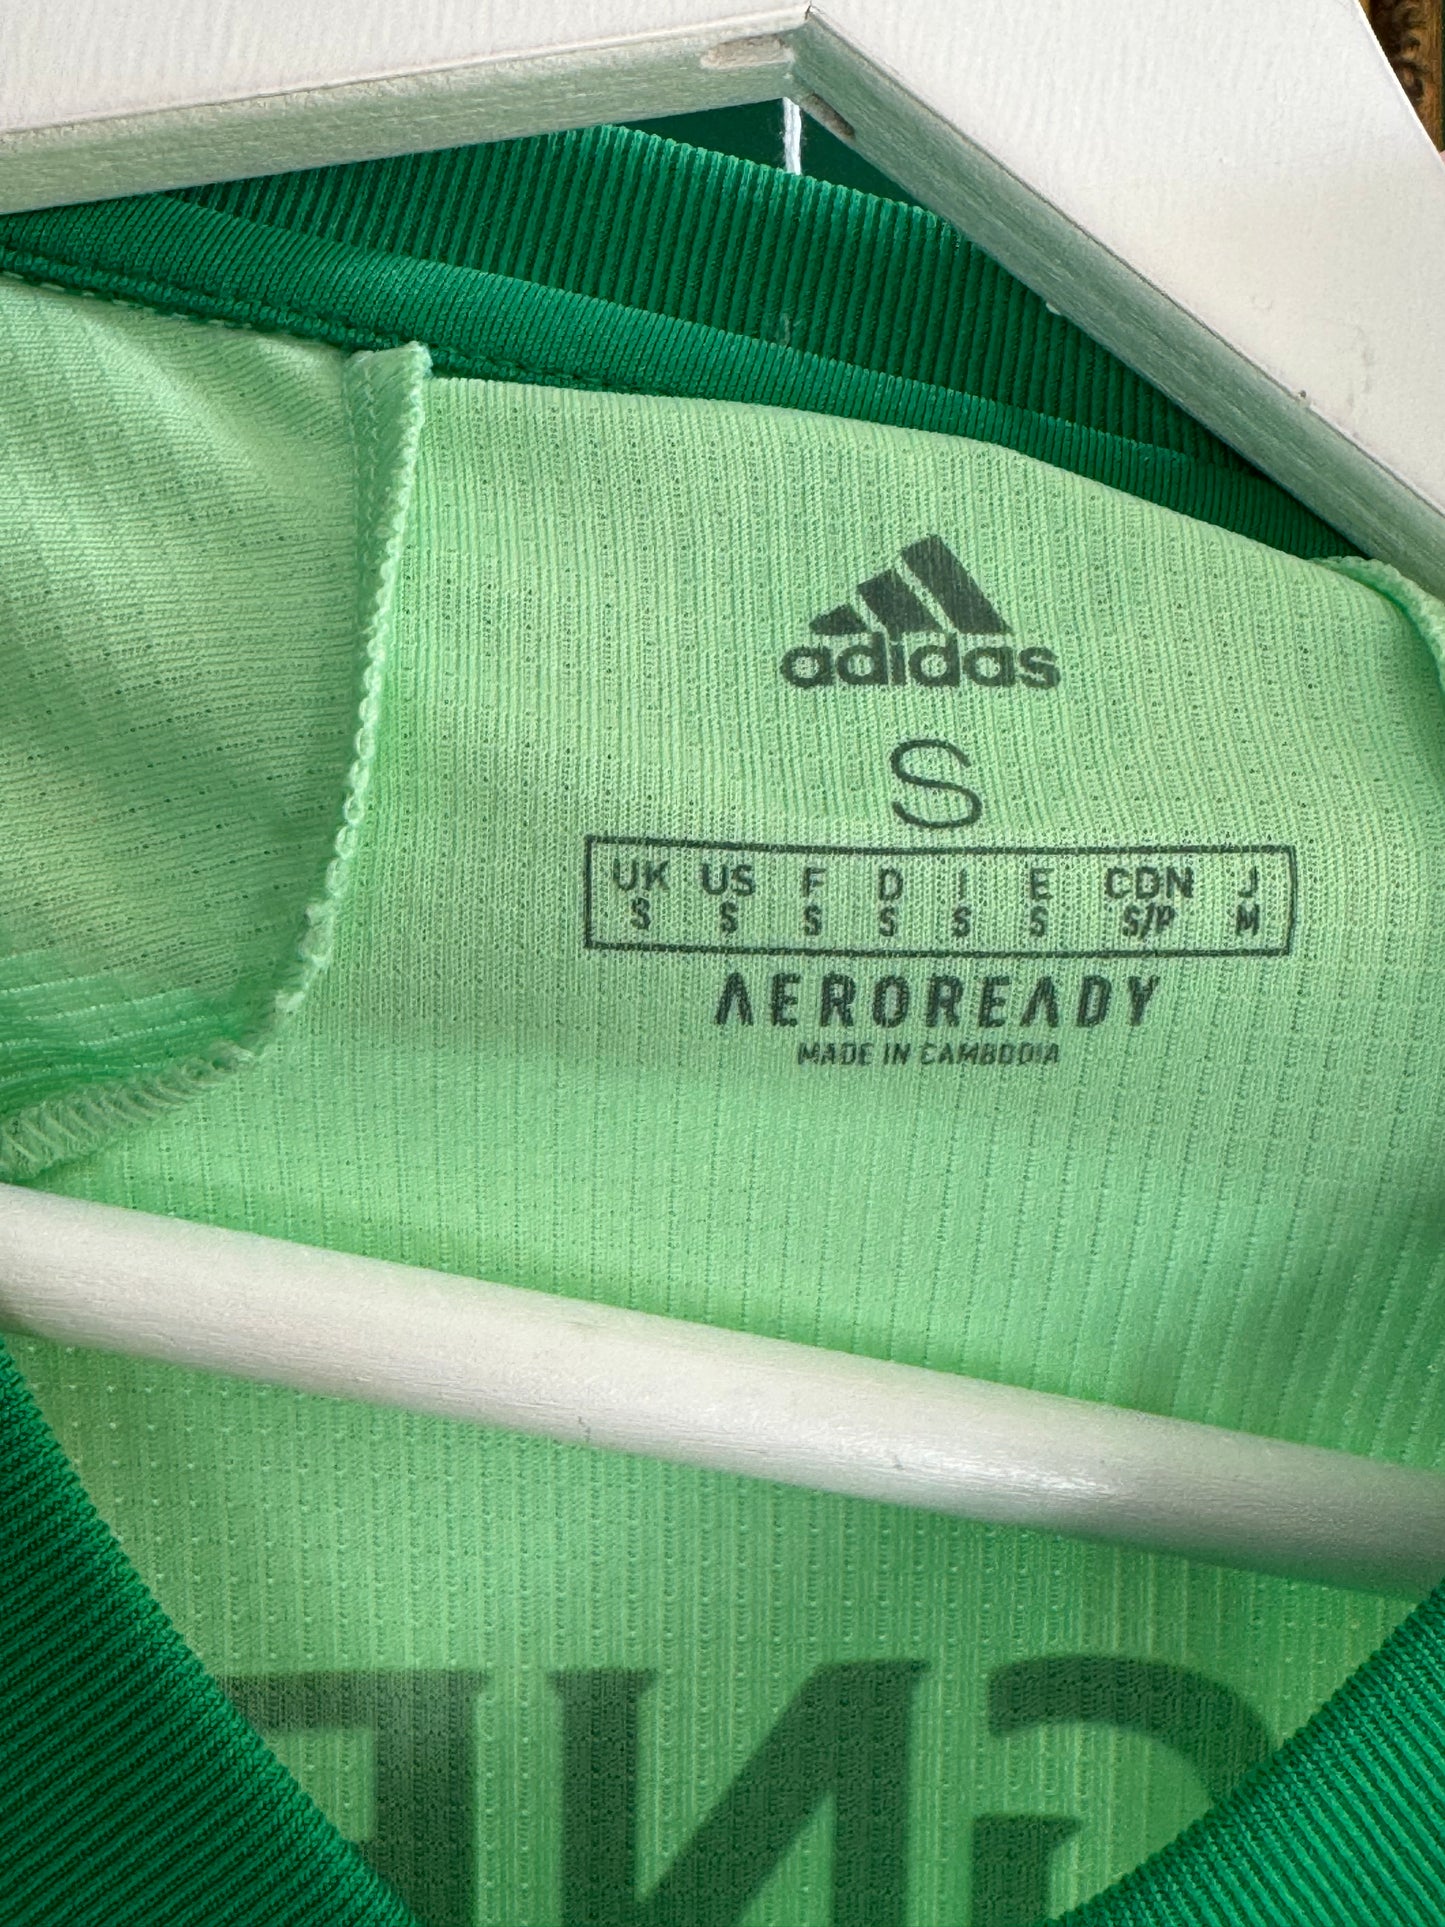 adidas
S
UK US F D I E CDN J
S S S S S S S/P M
AEROREADY
MADE IN CAMBODIA